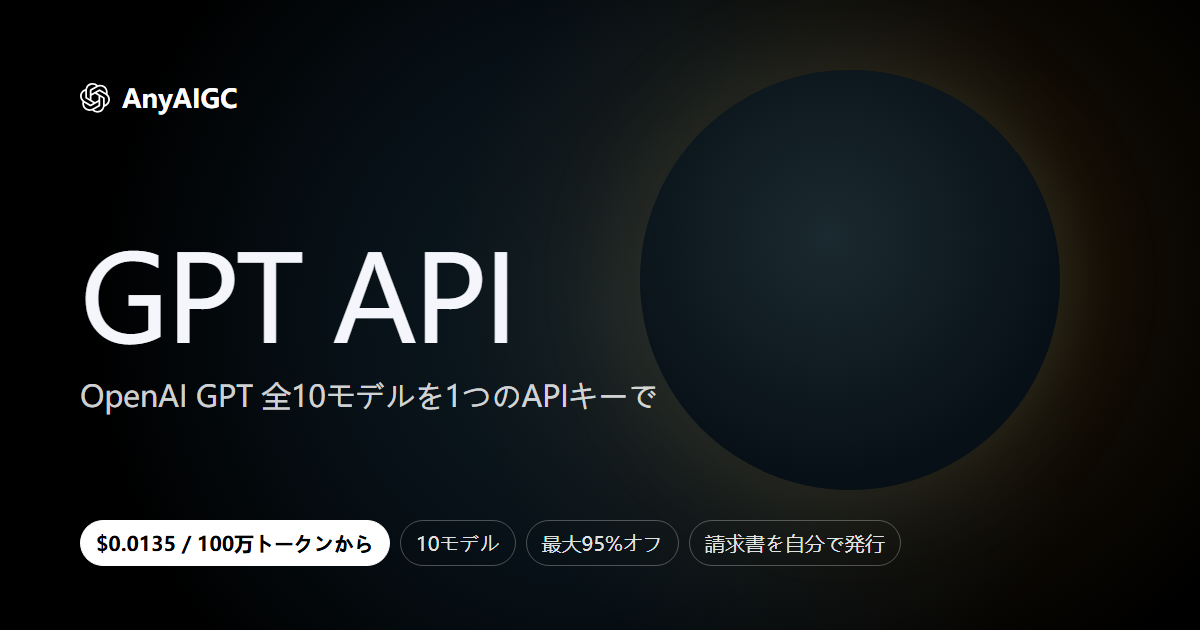 AnyAIGC
GPT API
OpenAI GPT 全10モデルを1つのAPIキーで
$0.0135 / 100万トークンから
10モデル
最大95%オフ
請求書を自分で発行